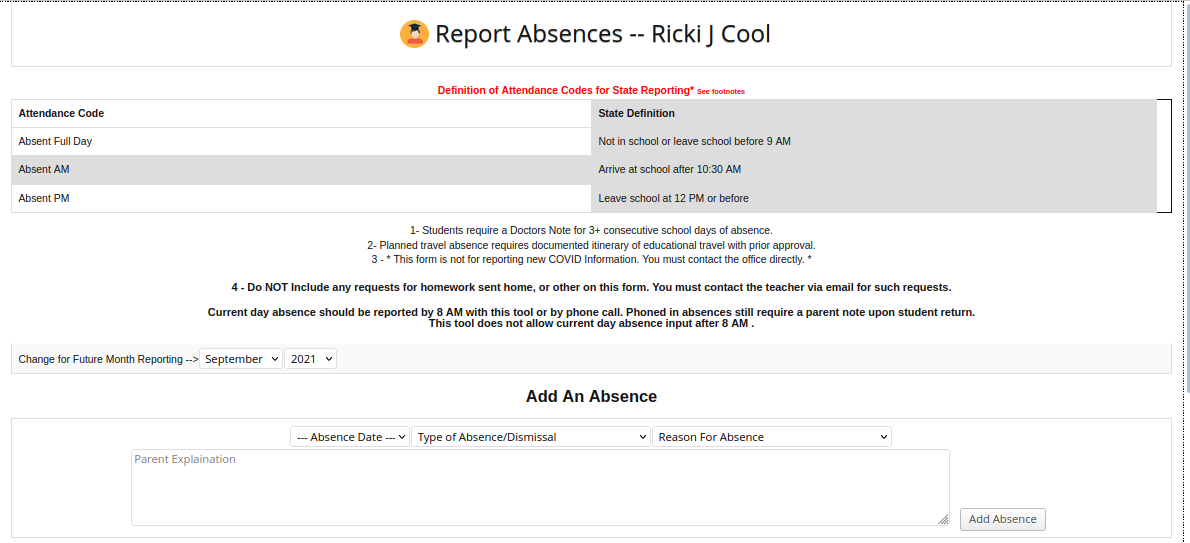 Report Absences -- Ricki J Cool
Definition of Attendance Codes for State Reporting* See footnotes
Attendance Code State Definition
Absent Full Day Not in school or leave school before 9 AM
Absent AM Arrive at school after 10:30 AM
Absent PM Leave school at 12 PM or before
1- Students require a Doctors Note for 3+ consecutive school days of absence.
2- Planned travel absence requires documented itinerary of educational travel with prior approval.
3 - * This form is not for reporting new COVID Information. You must contact the office directly. *
4 - Do NOT Include any requests for homework sent home, or other on this form. You must contact the teacher via email for such requests.
Current day absence should be reported by 8 AM with this tool or by phone call. Phoned in absences still require a parent note upon student return.
This tool does not allow current day absence input after 8 AM .
Change for Future Month Reporting --> September 2021
Add An Absence
--- Absence Date --- Type of Absence/Dismissal Reason For Absence
Parent Explaination
Add Absence